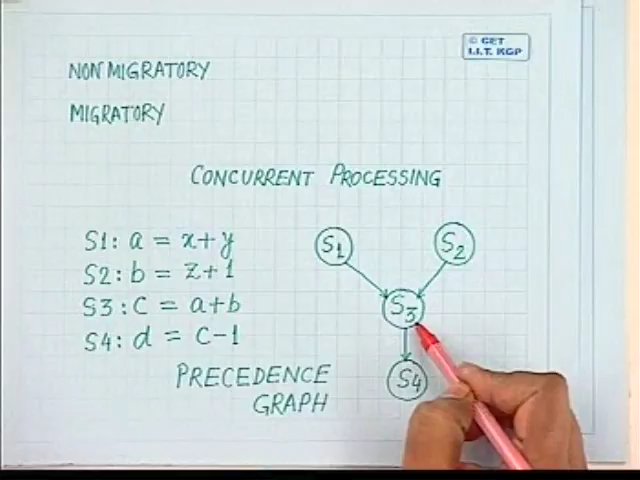 © CET
I.I.T. KGP
NON MIGRATORY
MIGRATORY
CONCURRENT PROCESSING
S1: a = x+y
S2: b = z+1
S3: c = a+b
S4: d = c-1
S1
S2
S3
S4
PRECEDENCE
GRAPH